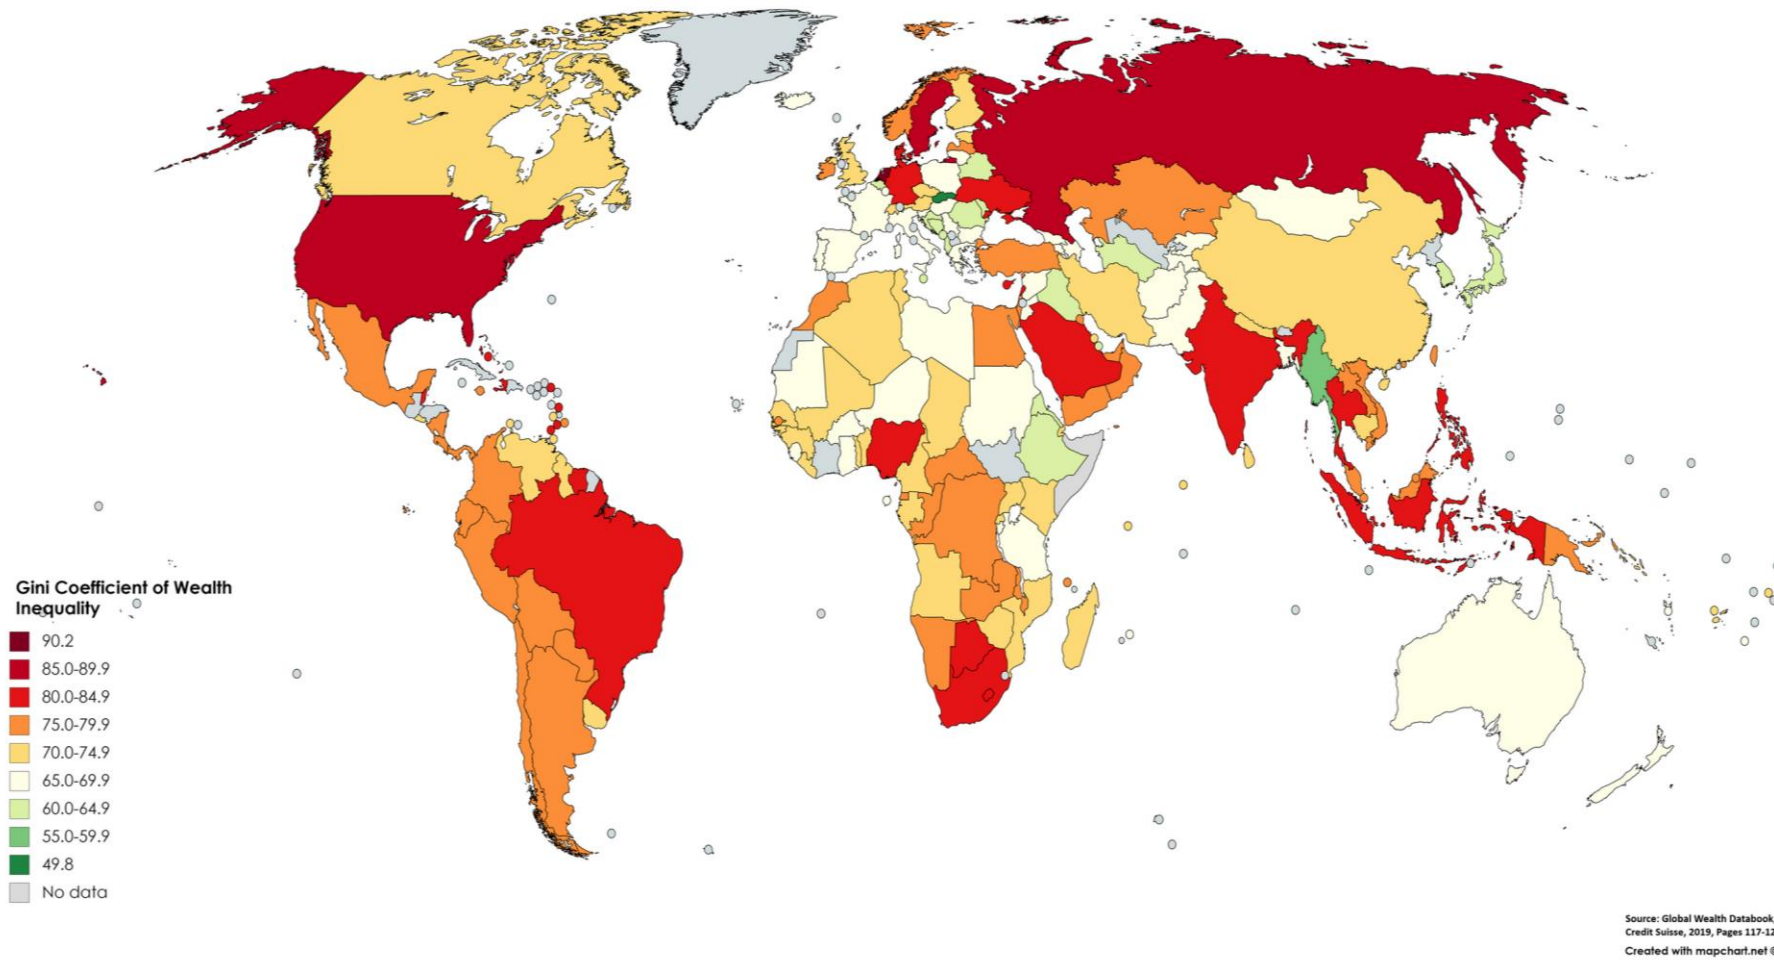 Gini Coefficient of Wealth
Inequality
90.2
85.0-89.9
80.0-84.9
75.0-79.9
70.0-74.9
65.0-69.9
60.0-64.9
55.0-59.9
49.8
No data
Source: Global Wealth Databook,
Credit Suisse, 2019, Pages 117-12
Created with mapchart.net ©